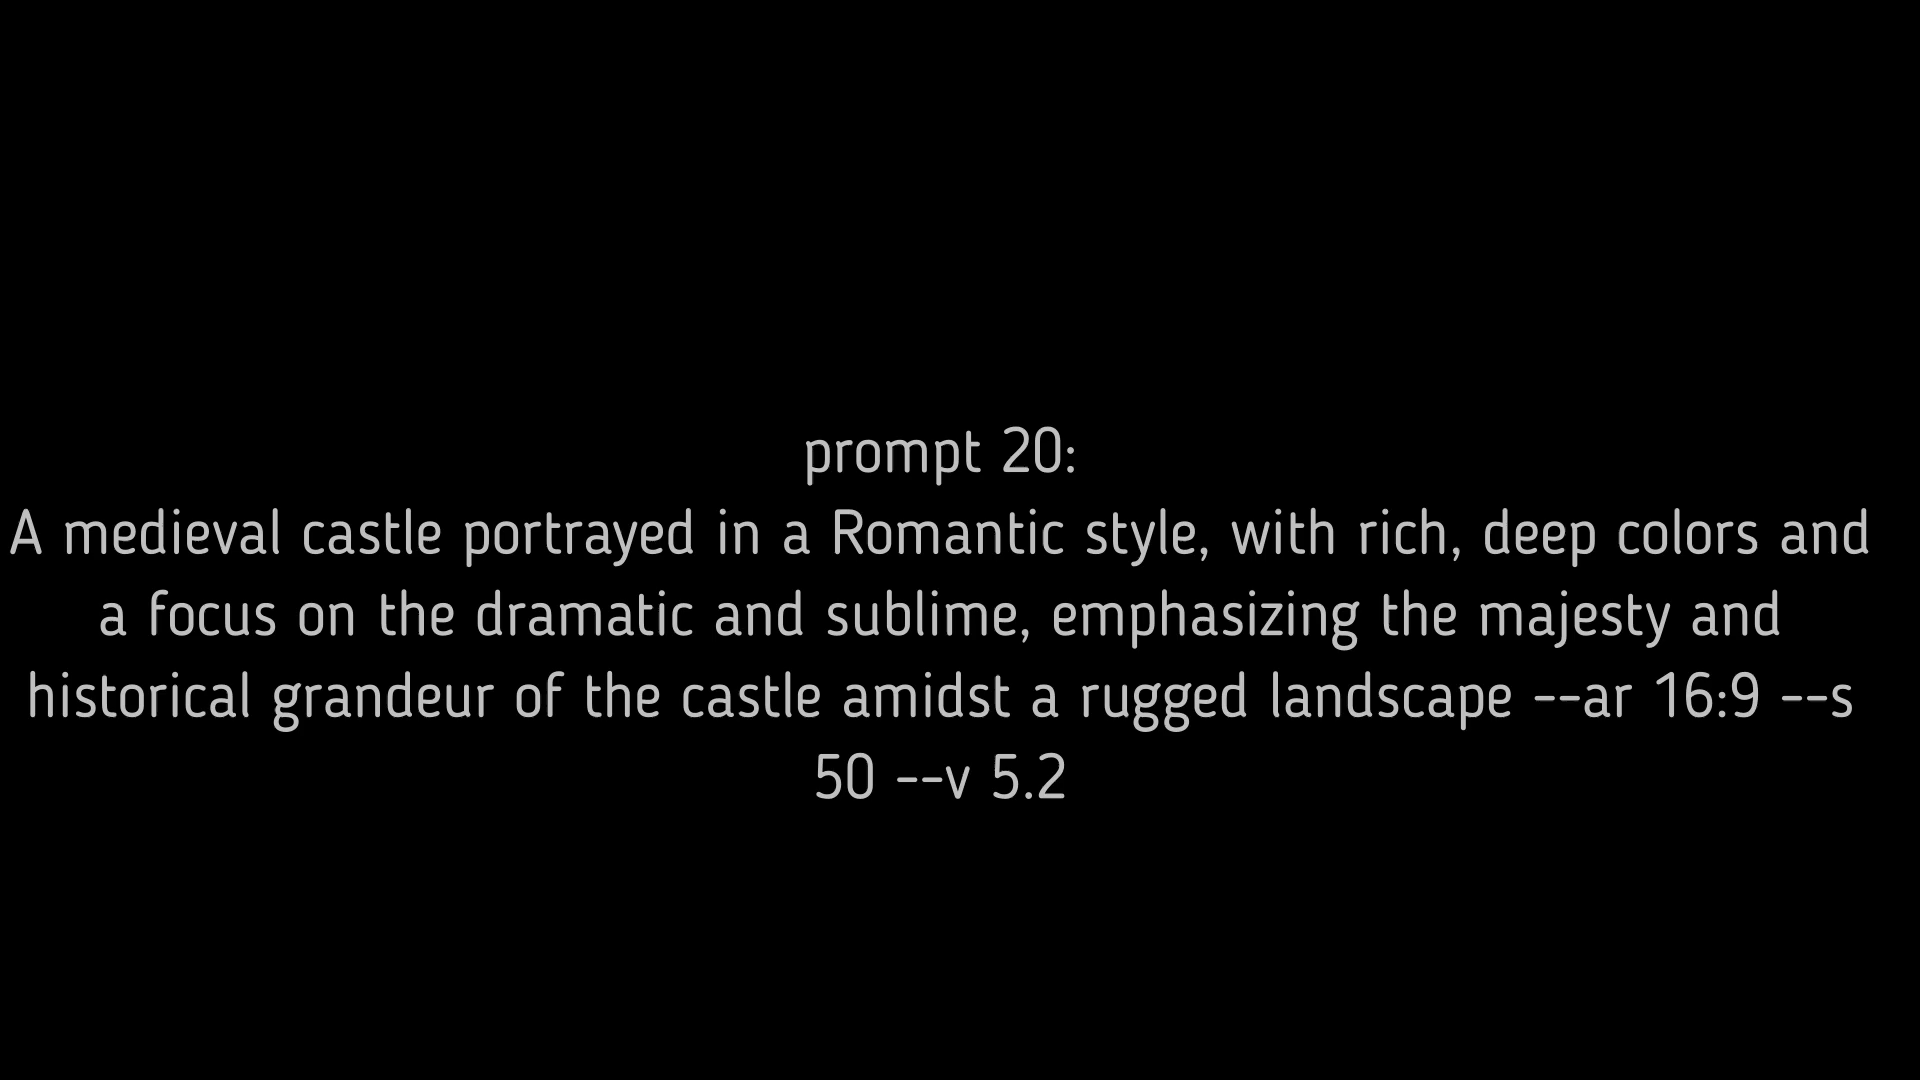 prompt 20:
A medieval castle portrayed in a Romantic style, with rich, deep colors and
a focus on the dramatic and sublime, emphasizing the majesty and
historical grandeur of the castle amidst a rugged landscape --ar 16:9 --s
50 --v 5.2